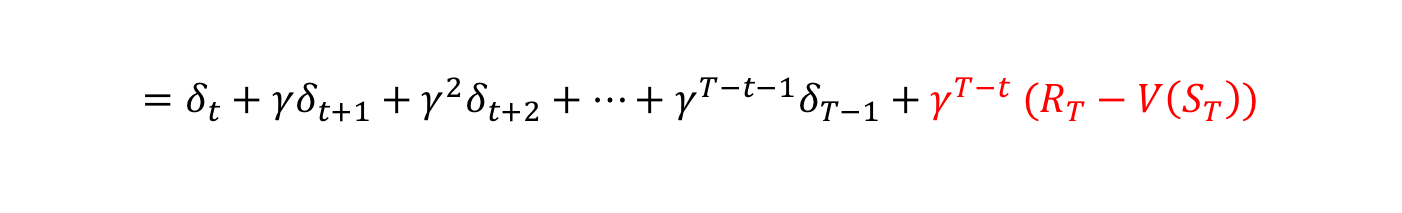 = δ_t + γδ_{t+1} + γ^2δ_{t+2} + ⋯ + γ^{T−t−1}δ_{T−1} + γ^{T−t} (R_T − V(S_T))